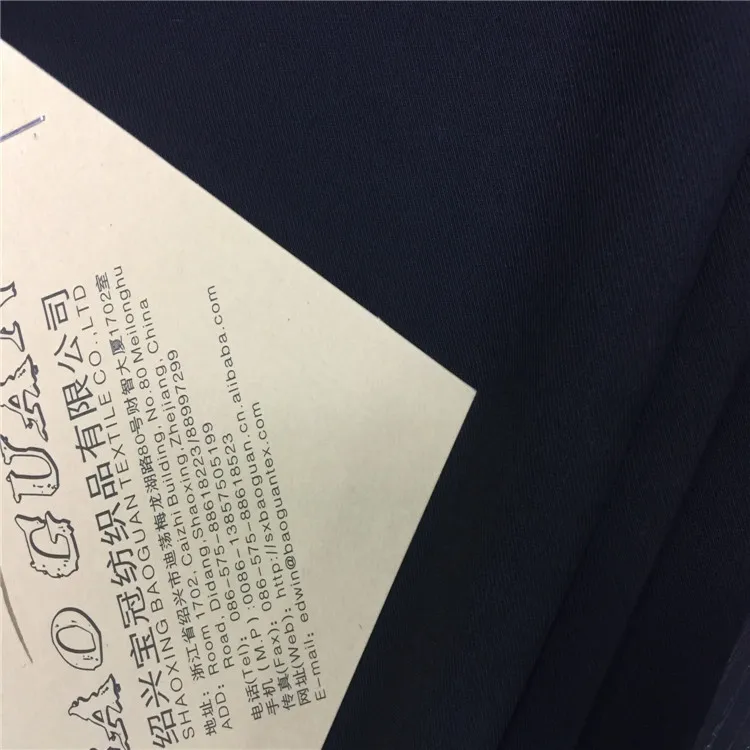 AO GUAN
绍兴宝冠纺织品有限公司
SHAOXING BAOGUAN TEXTILE CO.,LTD
地址: 浙江省绍兴市迪荡梅龙湖路80号财智大厦1702室
ADD: Room 1702, Caizhi Building, No.80 Meilonghu
Road, Didang,Shaoxing,Zhejiang, China
电话(Tel): 086-575-88618223/88997299
手机(M.P):0086-13857505199
传真(Fax): 086-575-88618523
网址(Web): http://sxbaoguan.cn.alibaba.com
E-mail: edwin@baoguantex.com